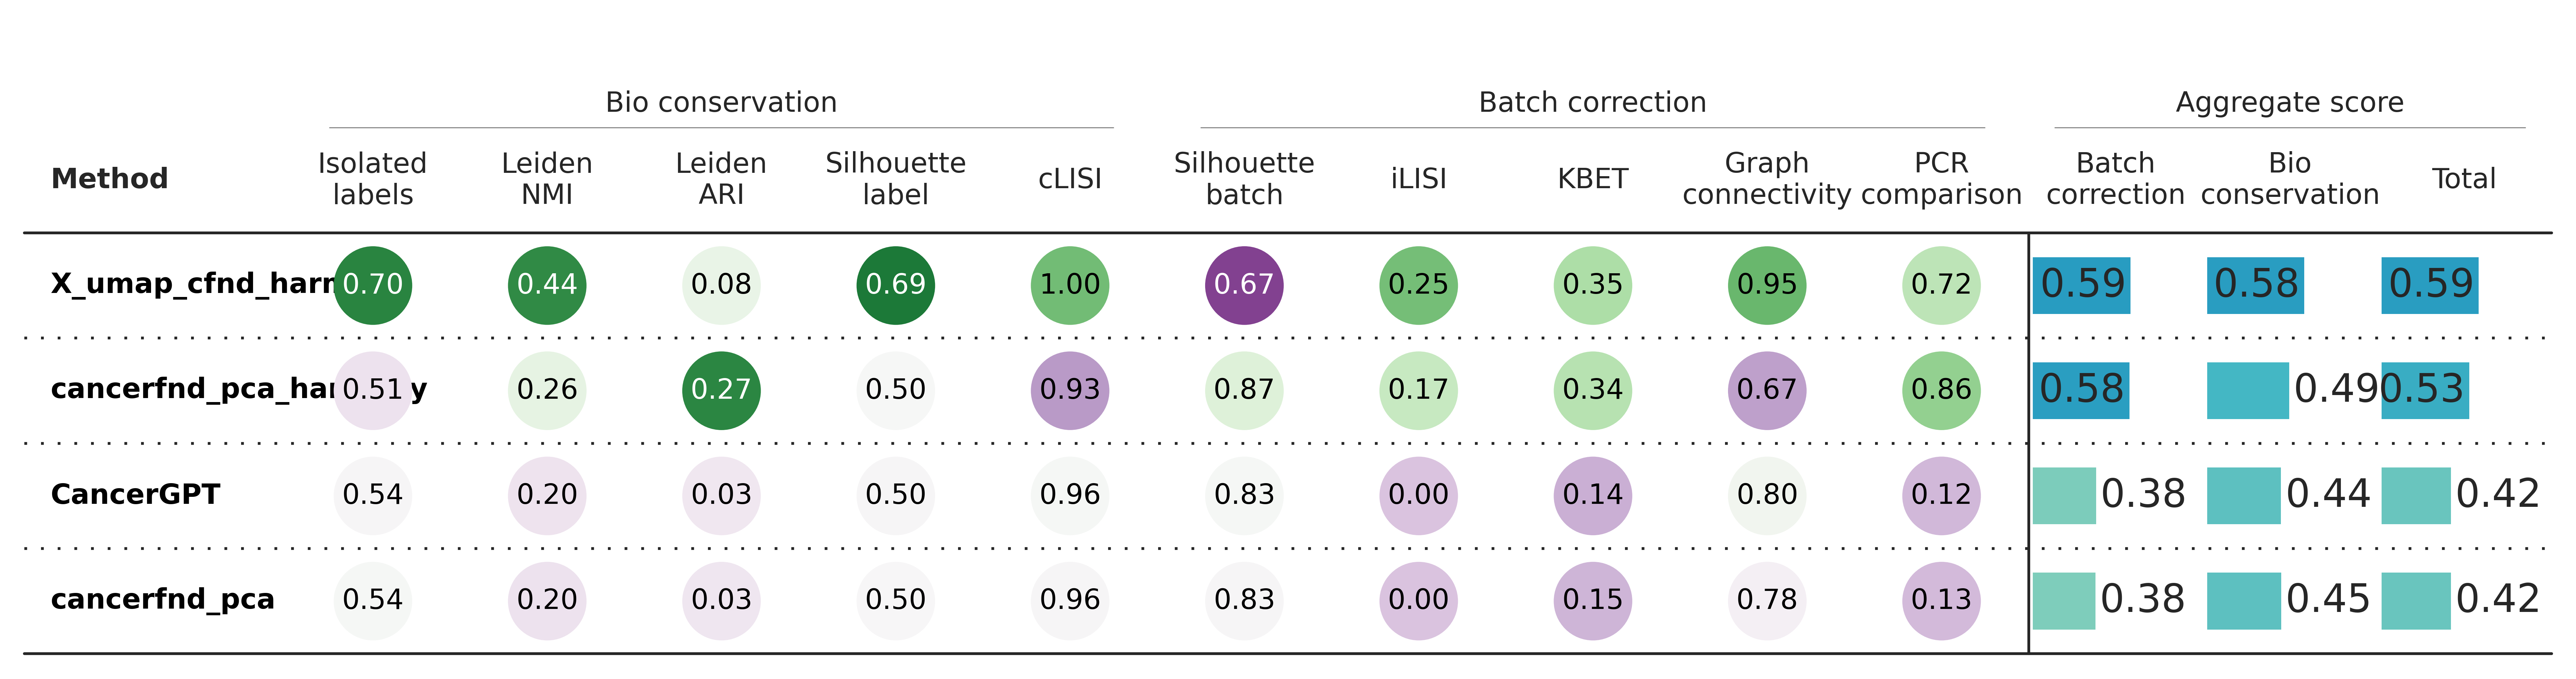 Bio conservation Batch correction Aggregate score
Method Isolated labels Leiden NMI Leiden ARI Silhouette label cLISI Silhouette batch iLISI KBET Graph connectivity PCR comparison Batch correction Bio conservation Total
X_umap_cfnd_harr 0.70 0.44 0.08 0.69 1.00 0.67 0.25 0.35 0.95 0.72 0.59 0.58 0.59
cancerfnd_pca_har y 0.51 0.26 0.27 0.50 0.93 0.87 0.17 0.34 0.67 0.86 0.58 0.49 0.53
CancerGPT 0.54 0.20 0.03 0.50 0.96 0.83 0.00 0.14 0.80 0.12 0.38 0.44 0.42
cancerfnd_pca 0.54 0.20 0.03 0.50 0.96 0.83 0.00 0.15 0.78 0.13 0.38 0.45 0.42